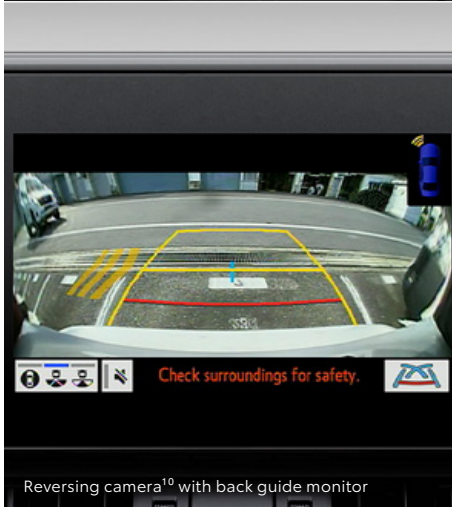 Check surroundings for safety.
Reversing camera¹⁰ with back guide monitor